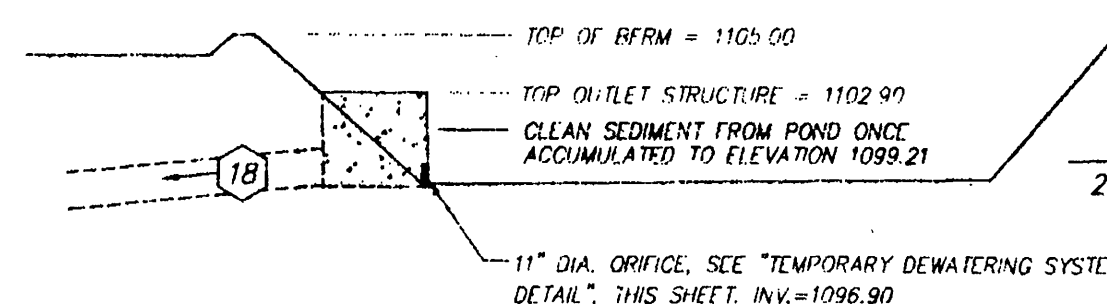 TOP OF BERM = 1105.00
TOP OUTLET STRUCTURE = 1102.90
CLEAN SEDIMENT FROM POND ONCE
ACCUMULATED TO ELEVATION 1099.21
18
2
11" DIA. ORIFICE, SEE "TEMPORARY DEWATERING SYSTE
DETAIL", THIS SHEET. INV.=1096.90